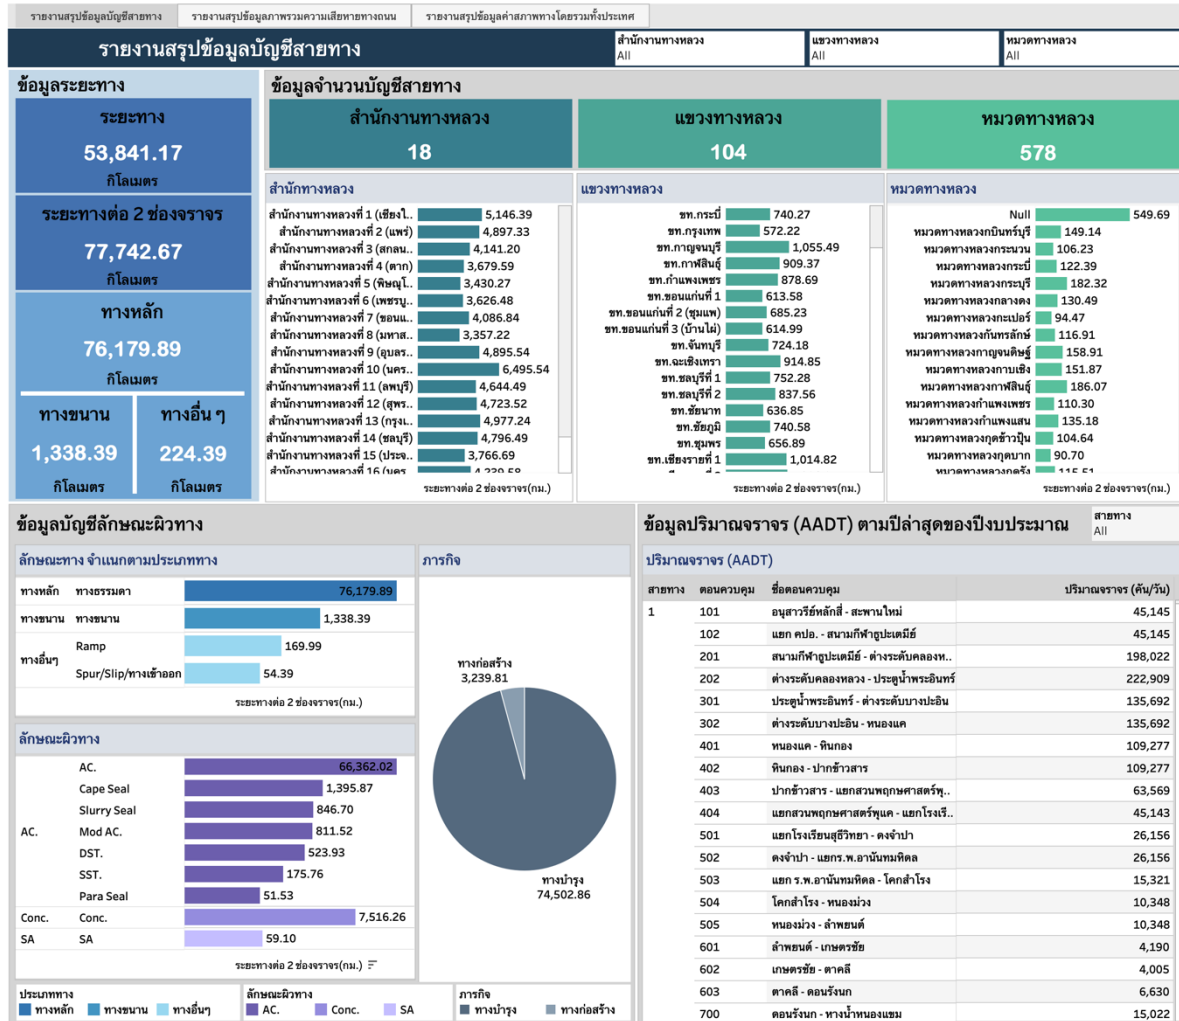 รายงานสรุปข้อมูลบัญชีสายทาง
รายงานสรุปข้อมูลภาพรวมความเสียหายทางถนน
รายงานสรุปข้อมูลค่าสภาพทางโดยรวมทั้งประเทศ
รายงานสรุปข้อมูลบัญชีสายทาง
สำนักงานทางหลวง
All
แขวงทางหลวง
All
หมวดทางหลวง
All
ข้อมูลระยะทาง
ระยะทาง
53,841.17
กิโลเมตร
ระยะทางต่อ 2 ช่องจราจร
77,742.67
กิโลเมตร
ทางหลัก
76,179.89
กิโลเมตร
ทางขนาน
1,338.39
กิโลเมตร
ทางอื่น ๆ
224.39
กิโลเมตร
ข้อมูลจำนวนบัญชีสายทาง
สำนักงานทางหลวง
18
แขวงทางหลวง
104
หมวดทางหลวง
578
สำนักทางหลวง
สำนักงานทางหลวงที่ 1 (เชียงใ.. 5,146.39
สำนักงานทางหลวงที่ 2 (แพร่) 4,897.33
สำนักงานทางหลวงที่ 3 (สกลน.. 4,141.20
สำนักงานทางหลวงที่ 4 (ตาก) 3,679.59
สำนักงานทางหลวงที่ 5 (พิษณุโ.. 3,430.27
สำนักงานทางหลวงที่ 6 (เพชรบู.. 3,626.48
สำนักงานทางหลวงที่ 7 (ขอนแ.. 4,086.84
สำนักงานทางหลวงที่ 8 (มหาส.. 3,357.22
สำนักงานทางหลวงที่ 9 (อุบลร.. 4,895.54
สำนักงานทางหลวงที่ 10 (นคร.. 6,495.54
สำนักงานทางหลวงที่ 11 (ลพบุรี) 4,644.49
สำนักงานทางหลวงที่ 12 (สุพร.. 4,723.52
สำนักงานทางหลวงที่ 13 (กรุงเ.. 4,977.24
สำนักงานทางหลวงที่ 14 (ชลบุรี) 4,796.49
สำนักงานทางหลวงที่ 15 (ประจ.. 3,766.69
สำนักงานทางหลวงที่ 16 (นคร.. 4,239.58
ระยะทางต่อ 2 ช่องจราจร(กม.)
แขวงทางหลวง
ขท.กระบี่ 740.27
ขท.กรุงเทพ 572.22
ขท.กาญจนบุรี 1,055.49
ขท.กาฬสินธุ์ 909.37
ขท.กำแพงเพชร 878.69
ขท.ขอนแก่นที่ 1 613.58
ขท.ขอนแก่นที่ 2 (ชุมแพ) 685.23
ขท.ขอนแก่นที่ 3 (บ้านไผ่) 614.99
ขท.จันทบุรี 724.18
ขท.ฉะเชิงเทรา 914.85
ขท.ชลบุรีที่ 1 752.28
ขท.ชลบุรีที่ 2 837.56
ขท.ชัยนาท 636.85
ขท.ชัยภูมิ 740.58
ขท.ชุมพร 656.89
ขท.เชียงรายที่ 1 1,014.82
ระยะทางต่อ 2 ช่องจราจร(กม.)
หมวดทางหลวง
Null 549.69
หมวดทางหลวงกบินทร์บุรี 149.14
หมวดทางหลวงกระนวน 106.23
หมวดทางหลวงกระบี่ 122.39
หมวดทางหลวงกระบุรี 182.32
หมวดทางหลวงกลางดง 130.49
หมวดทางหลวงกะเปอร์ 94.47
หมวดทางหลวงกันทรลักษ์ 116.91
หมวดทางหลวงกาญจนดิษฐ์ 158.91
หมวดทางหลวงกาบเชิง 151.87
หมวดทางหลวงกาฬสินธุ์ 186.07
หมวดทางหลวงกำแพงเพชร 110.30
หมวดทางหลวงกำแพงแสน 135.18
หมวดทางหลวงกุดข้าวปุ้น 104.64
หมวดทางหลวงกุดบาก 90.70
หมวดทางหลวงกุดรัง 115.51
ระยะทางต่อ 2 ช่องจราจร(กม.)
ข้อมูลบัญชีลักษณะผิวทาง
ลักษณะทาง จำแนกตามประเภททาง
ทางหลัก ทางธรรมดา 76,179.89
ทางขนาน ทางขนาน 1,338.39
ทางอื่นๆ
Ramp 169.99
Spur/Slip/ทางเข้าออก 54.39
ระยะทางต่อ 2 ช่องจราจร(กม.)
ลักษณะผิวทาง
AC.
AC. 66,362.02
Cape Seal 1,395.87
Slurry Seal 846.70
Mod AC. 811.52
DST. 523.93
SST. 175.76
Para Seal 51.53
Conc. Conc. 7,516.26
SA SA 59.10
ระยะทางต่อ 2 ช่องจราจร(กม.)
ภารกิจ
ทางก่อสร้าง
3,239.81
ทางบำรุง
74,502.86
ประเภททาง
ทางหลัก ทางขนาน ทางอื่นๆ
ลักษณะผิวทาง
AC. Conc. SA
ภารกิจ
ทางบำรุง ทางก่อสร้าง
ข้อมูลปริมาณจราจร (AADT) ตามปีล่าสุดของปีงบประมาณ
สายทาง
All
ปริมาณจราจร (AADT)
สายทาง ตอนควบคุม ชื่อตอนควบคุม ปริมาณจราจร (คัน/วัน)
1 101 อนุสาวรีย์หลักสี่ - สะพานใหม่ 45,145
102 แยก คปอ. - สนามกีฬาธูปะเตมีย์ 45,145
201 สนามกีฬาธูปะเตมีย์ - ต่างระดับคลองห.. 198,022
202 ต่างระดับคลองหลวง - ประตูน้ำพระอินทร์ 222,909
301 ประตูน้ำพระอินทร์ - ต่างระดับบางปะอิน 135,692
302 ต่างระดับบางปะอิน - หนองแค 135,692
401 หนองแค - หินกอง 109,277
402 หินกอง - ปากข้าวสาร 109,277
403 ปากข้าวสาร - แยกสวนพฤกษศาสตร์พุ.. 63,569
404 แยกสวนพฤกษศาสตร์พุแค - แยกโรงเรี.. 45,143
501 แยกโรงเรียนสุธีวิทยา - ดงจำปา 26,156
502 ดงจำปา - แยกร.พ.อานันทมหิดล 26,156
503 แยก ร.พ.อานันทมหิดล - โคกสำโรง 15,321
504 โคกสำโรง - หนองม่วง 10,348
505 หนองม่วง - ลำพยนต์ 10,348
601 ลำพยนต์ - เกษตรชัย 4,190
602 เกษตรชัย - ตาคลี 4,005
603 ตาคลี - ดอนรังนก 6,630
700 ดอนรังนก - ทางน้ำหนองแขม 15,022